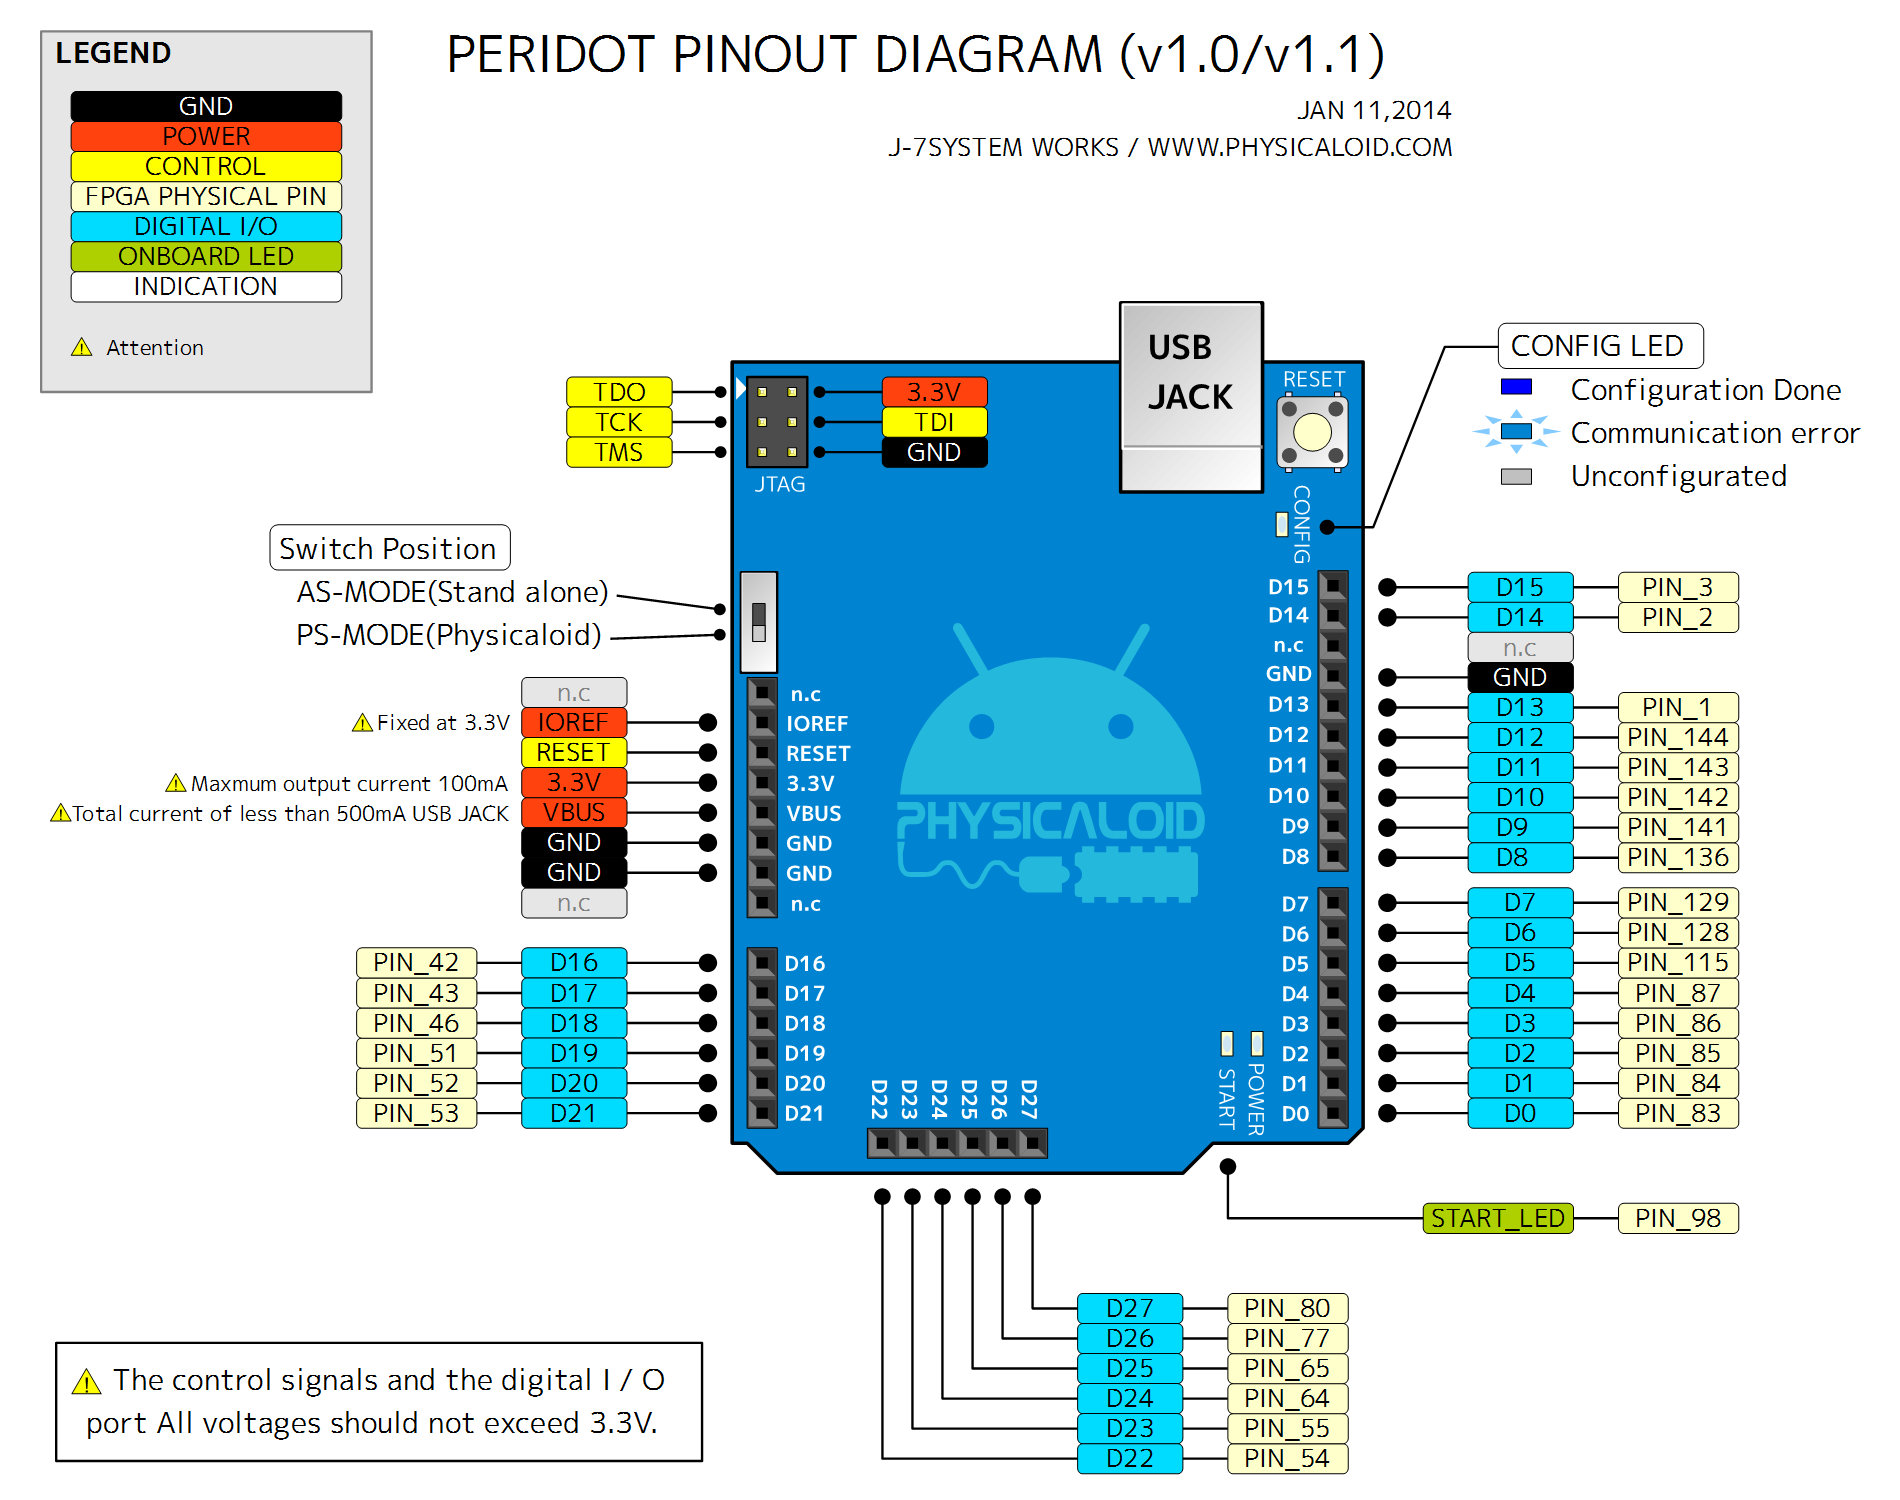 LEGEND
GND
POWER
CONTROL
FPGA PHYSICAL PIN
DIGITAL I/O
ONBOARD LED
INDICATION
Attention
PERIDOT PINOUT DIAGRAM (v1.0/v1.1)
JAN 11,2014
J-7SYSTEM WORKS / WWW.PHYSICALOID.COM
USB
JACK
RESET
CONFIG
CONFIG LED
Configuration Done
Communication error
Unconfigurated
TDO 3.3V
TCK TDI
TMS GND
JTAG
Switch Position
AS-MODE(Stand alone)
PS-MODE(Physicaloid)
n.c n.c
Fixed at 3.3V IOREF IOREF
RESET RESET
Maxmum output current 100mA 3.3V 3.3V
Total current of less than 500mA USB JACK VBUS VBUS
GND GND
GND GND
n.c n.c
PIN_42 D16 D16
PIN_43 D17 D17
PIN_46 D18 D18
PIN_51 D19 D19
PIN_52 D20 D20
PIN_53 D21 D21
PHYSICALOID
D15 D15 PIN_3
D14 D14 PIN_2
n.c n.c
GND GND
D13 D13 PIN_1
D12 D12 PIN_144
D11 D11 PIN_143
D10 D10 PIN_142
D9 D9 PIN_141
D8 D8 PIN_136
D7 D7 PIN_129
D6 D6 PIN_128
D5 D5 PIN_115
D4 D4 PIN_87
D3 D3 PIN_86
D2 D2 PIN_85
D1 D1 PIN_84
D0 D0 PIN_83
START
POWER
D22 D23 D24 D25 D26 D27
START_LED PIN_98
D27 PIN_80
D26 PIN_77
D25 PIN_65
D24 PIN_64
D23 PIN_55
D22 PIN_54
The control signals and the digital I / O
port All voltages should not exceed 3.3V.